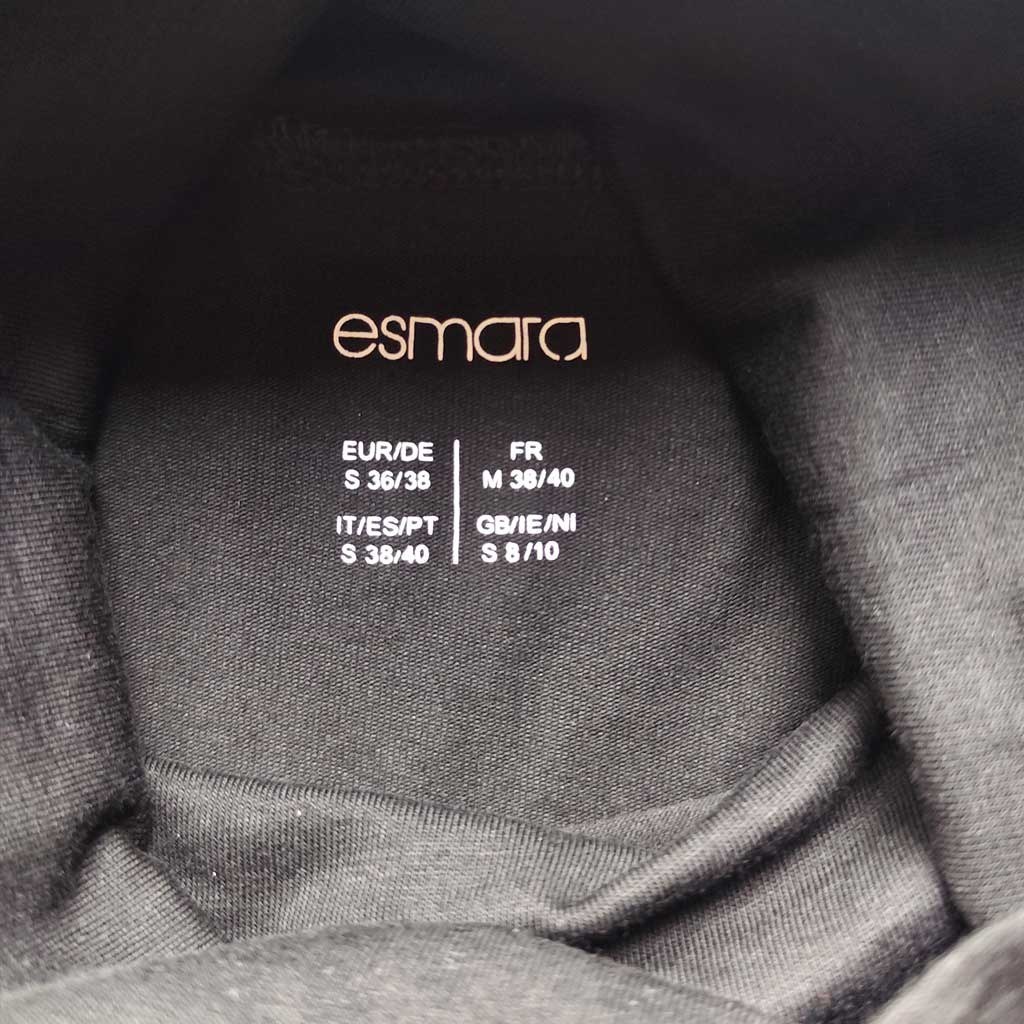 esmara
EUR/DE
S 36/38
FR
M 38/40
IT/ES/PT
S 38/40
GB/IE/NI
S 8/10